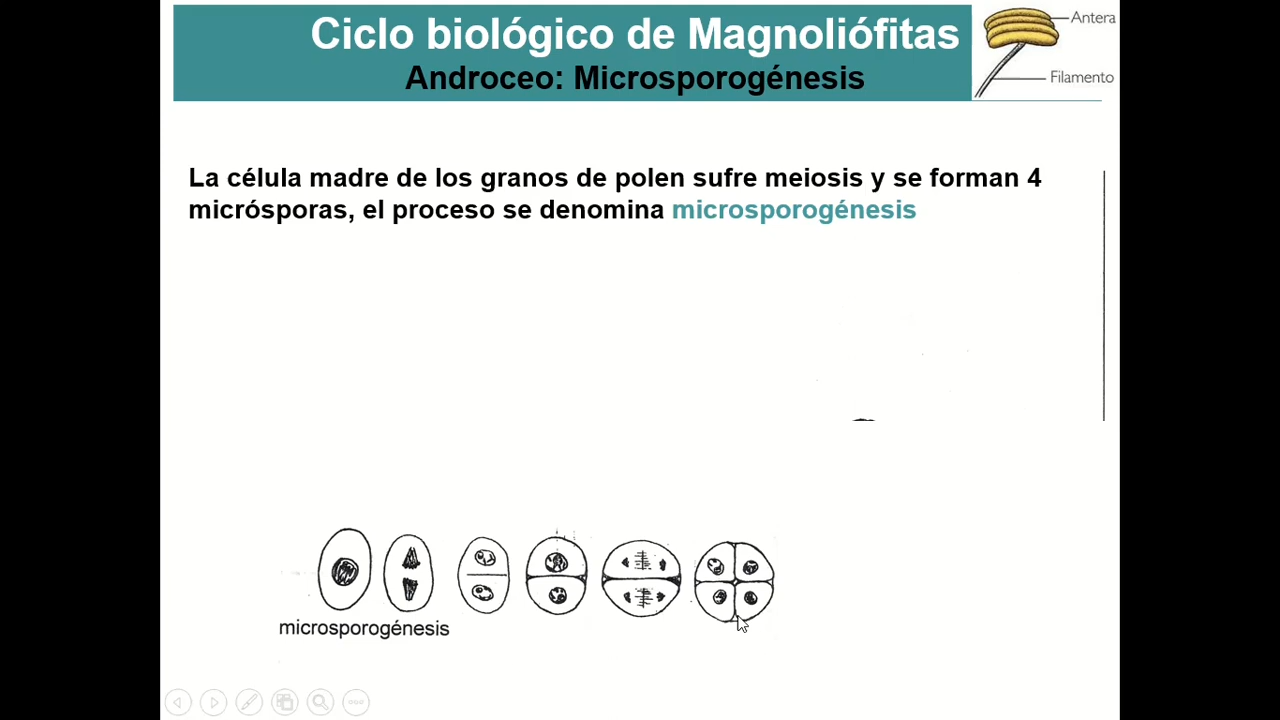 Ciclo biológico de Magnoliófitas
Androceo: Microsporogénesis
Antera
Filamento
La célula madre de los granos de polen sufre meiosis y se forman 4
micrósporas, el proceso se denomina microsporogénesis
microsporogénesis